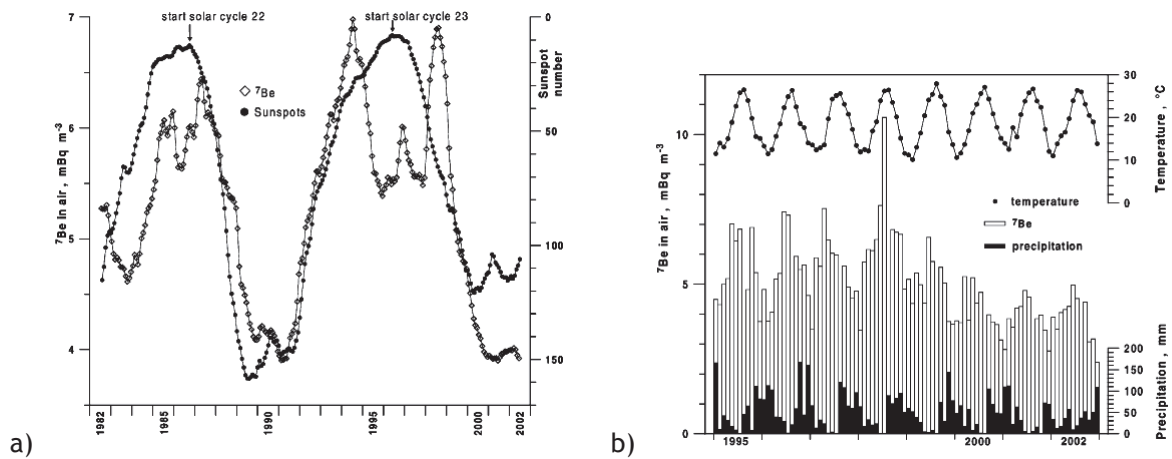 start solar cycle 22
start solar cycle 23
7
6
5
4
⁷Be in air, mBq m⁻³
0
50
100
150
Sunspot number
⁷Be
Sunspots
1982
1985
1990
1995
2000
2002
a)
10
5
0
⁷Be in air, mBq m⁻³
30
20
10
0
Temperature, °C
temperature
⁷Be
precipitation
200
150
100
50
0
Precipitation, mm
1995
2000
2002
b)